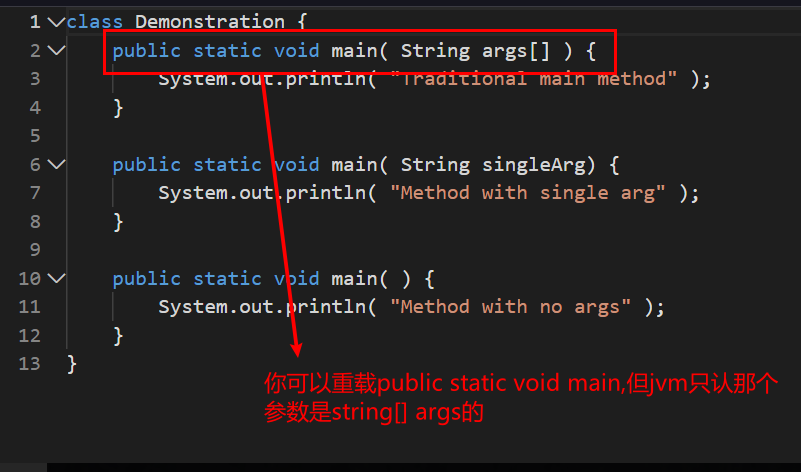 1 class Demonstration {
2 public static void main( String args[] ) {
3 System.out.println( "Traditional main method" );
4 }
5
6 public static void main( String singleArg) {
7 System.out.println( "Method with single arg" );
8 }
9
10 public static void main( ) {
11 System.out.println( "Method with no args" );
12 }
13 }
你可以重载public static void main,但jvm只认那个
参数是string[] args的